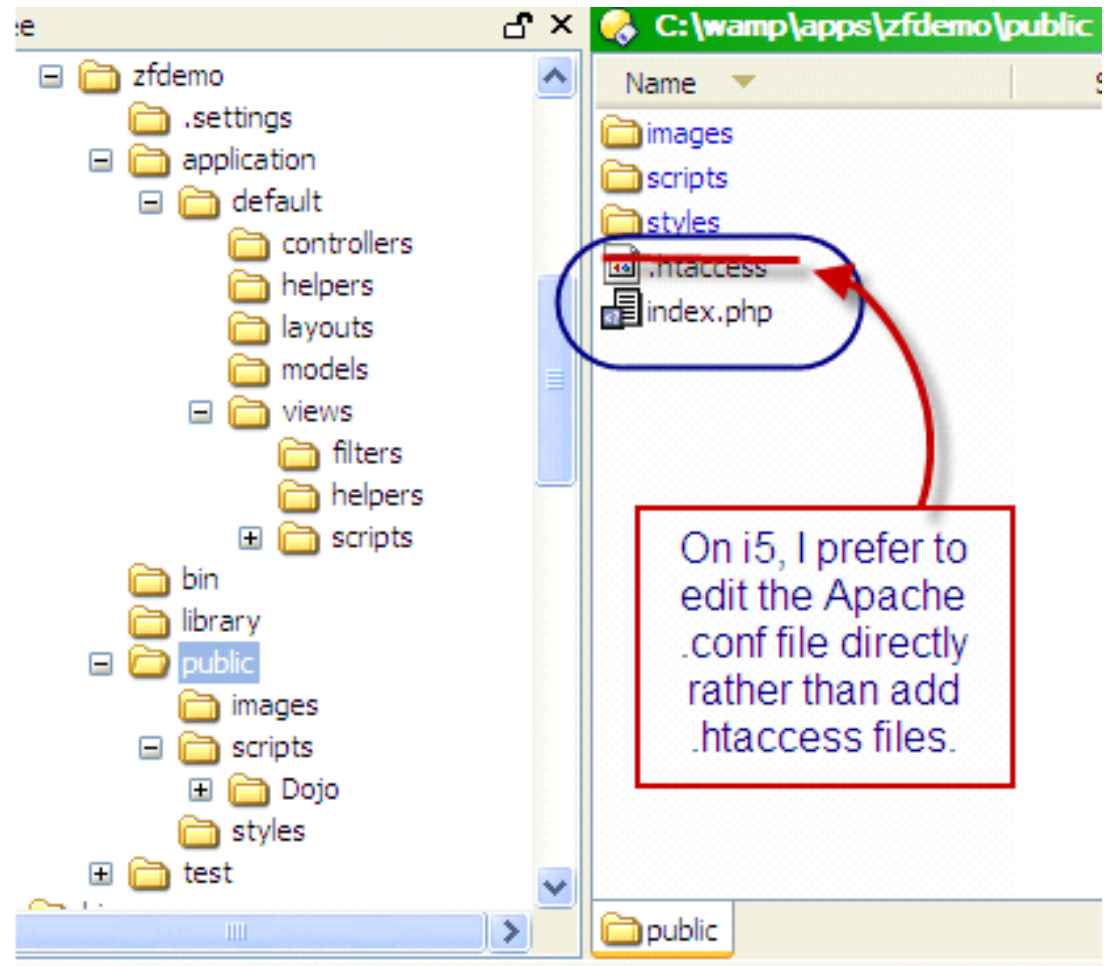 ee
C:\wamp\apps\zfdemo\public
zfdemo
.settings
application
default
controllers
helpers
layouts
models
views
filters
helpers
scripts
bin
library
public
images
scripts
Dojo
styles
test
Name
images
scripts
styles
.htaccess
index.php
On i5, I prefer to
edit the Apache
.conf file directly
rather than add
.htaccess files.
public